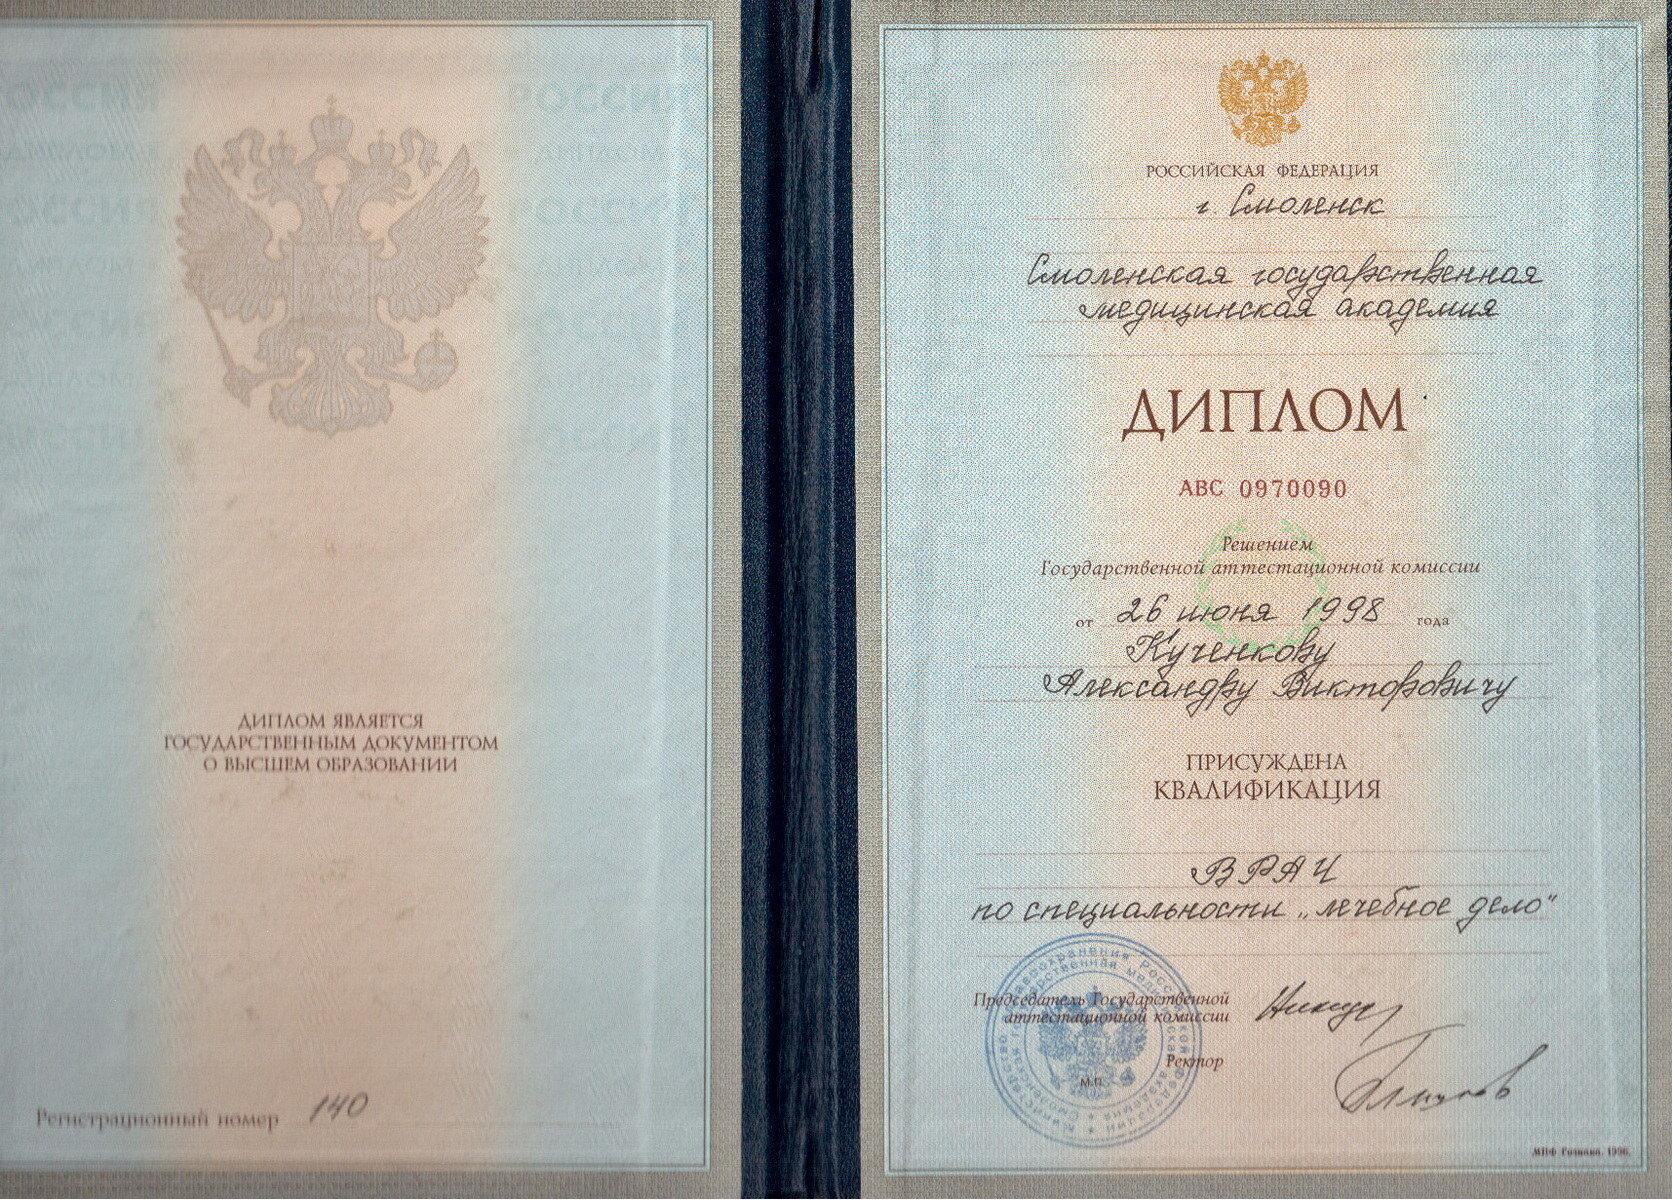 ДИПЛОМ ЯВЛЯЕТСЯ
ГОСУДАРСТВЕННЫМ ДОКУМЕНТОМ
О ВЫСШЕМ ОБРАЗОВАНИИ
Регистрационный номер 140
РОССИЙСКАЯ ФЕДЕРАЦИЯ
г. Смоленск
Смоленская государственная
медицинская академия
ДИПЛОМ
АВС 0970090
Решением
Государственной аттестационной комиссии
от 26 июня 1998 года
Кученкову
Александру Викторовичу
ПРИСУЖДЕНА
КВАЛИФИКАЦИЯ
ВРАЧ
по специальности „лечебное дело"
Председатель Государственной
аттестационной комиссии
Ректор
М.П.
МПФ Гознака. 1996.